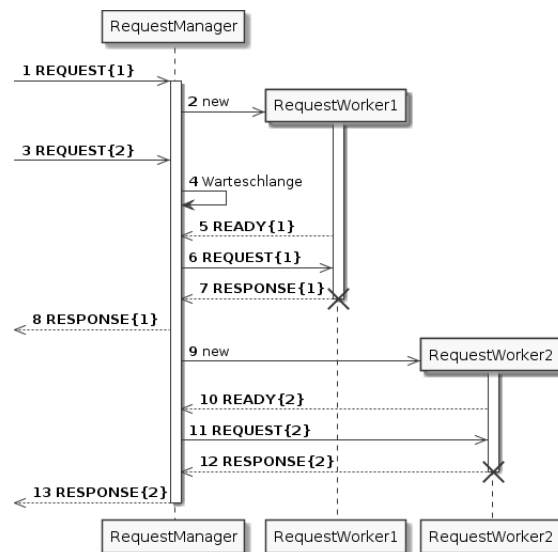 RequestManager
1 REQUEST{1}
2 new
RequestWorker1
3 REQUEST{2}
4 Warteschlange
5 READY{1}
6 REQUEST{1}
7 RESPONSE{1}
8 RESPONSE{1}
9 new
RequestWorker2
10 READY{2}
11 REQUEST{2}
12 RESPONSE{2}
13 RESPONSE{2}
RequestManager RequestWorker1 RequestWorker2